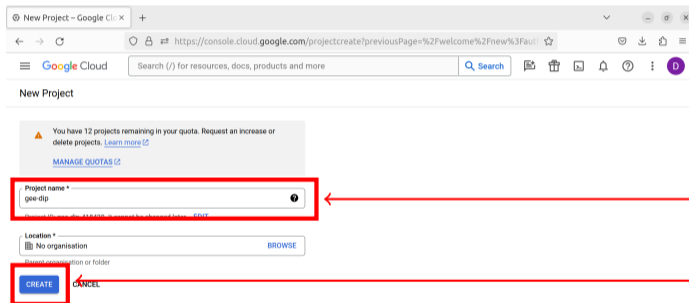 New Project – Google Clo
https://console.cloud.google.com/projectcreate?previousPage=%2Fwelcome%2Fnew%3Faut
Google Cloud
Search (/) for resources, docs, products and more
Search
D
New Project
You have 12 projects remaining in your quota. Request an increase or
delete projects. Learn more
MANAGE QUOTAS
Project name *
gee-dip
EDIT
Location *
No organisation
BROWSE
Parent organisation or folder
CREATE
CANCEL